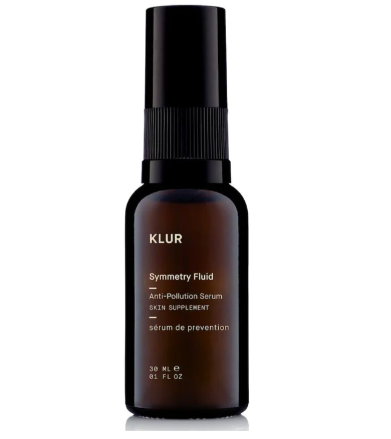 KLUR
Symmetry Fluid
Anti-Pollution Serum
SKIN SUPPLEMENT
sérum de prevention
30 ML ℮
01 FL OZ